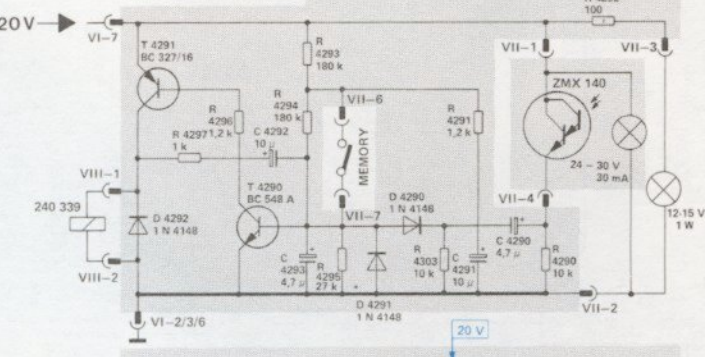 20V
VI–7
T 4291
BC 327/16
R
4293
180 k
100
VII–1
VII–3
ZMX 140
R
4296
1,2 k
R
4294
180 k
VII–6
R
4291
1,2 k
R 4297
1 k
C 4292
10 µ
+
MEMORY
24 – 30 V
30 mA
VIII–1
T 4290
BC 548 A
VII–7
D 4290
1 N 4148
VII–4
12-15 V
1 W
240 339
D 4292
1 N 4148
VIII–2
C
4293
4,7 µ
+
R
4295
27 k
R
4303
10 k
C
4291
10 µ
+
+
C 4290
4,7 µ
R
4290
10 k
D 4291
1 N 4148
VII–2
VI–2/3/6
20 V